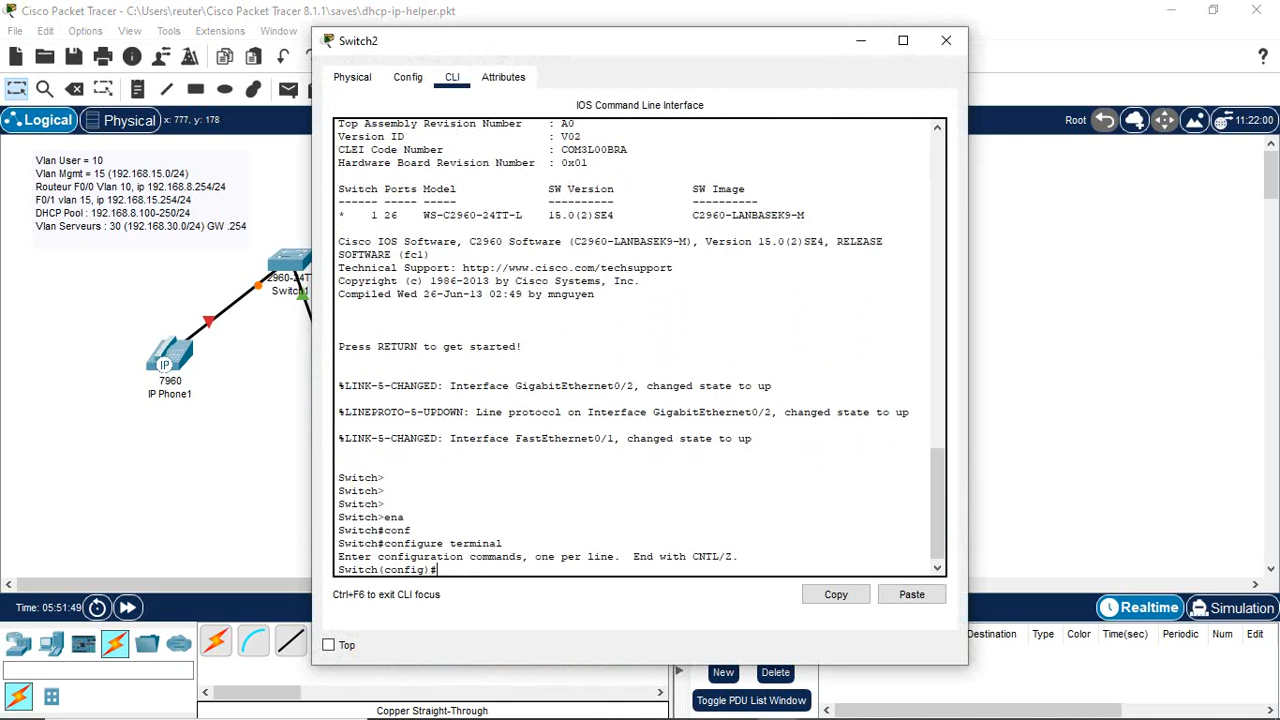 Cisco Packet Tracer - C:\Users\reuter\Cisco Packet Tracer 8.1.1\saves\dhcp-ip-helper.pkt
File Edit Options View Tools Extensions Window
Switch2
Physical Config CLI Attributes
IOS Command Line Interface
Logical Physical x: 777, y: 178
Root 11:22:00
Vlan User = 10
Vlan Mgmt = 15 (192.168.15.0/24)
Routeur F0/0 Vlan 10, ip 192.168.8.254/24
F0/1 vlan 15, ip 192.168.15.254/24
DHCP Pool : 192.168.8.100-250/24
Vlan Serveurs : 30 (192.168.30.0/24) GW .254
2960-24T
Switch1
IP
7960
IP Phone1
Top Assembly Revision Number : A0
Version ID : V02
CLEI Code Number : COM3L00BRA
Hardware Board Revision Number : 0x01
Switch Ports Model SW Version SW Image
------ ----- ----- ---------- ----------
* 1 26 WS-C2960-24TT-L 15.0(2)SE4 C2960-LANBASEK9-M
Cisco IOS Software, C2960 Software (C2960-LANBASEK9-M), Version 15.0(2)SE4, RELEASE
SOFTWARE (fc1)
Technical Support: http://www.cisco.com/techsupport
Copyright (c) 1986-2013 by Cisco Systems, Inc.
Compiled Wed 26-Jun-13 02:49 by mnguyen
Press RETURN to get started!
%LINK-5-CHANGED: Interface GigabitEthernet0/2, changed state to up
%LINEPROTO-5-UPDOWN: Line protocol on Interface GigabitEthernet0/2, changed state to up
%LINK-5-CHANGED: Interface FastEthernet0/1, changed state to up
Switch>
Switch>
Switch>
Switch>ena
Switch#conf
Switch#configure terminal
Enter configuration commands, one per line. End with CNTL/Z.
Switch(config)#
Ctrl+F6 to exit CLI focus
Copy Paste
Top
Time: 05:51:49
Realtime Simulation
Destination Type Color Time(sec) Periodic Num Edit
New Delete
Toggle PDU List Window
Copper Straight-Through